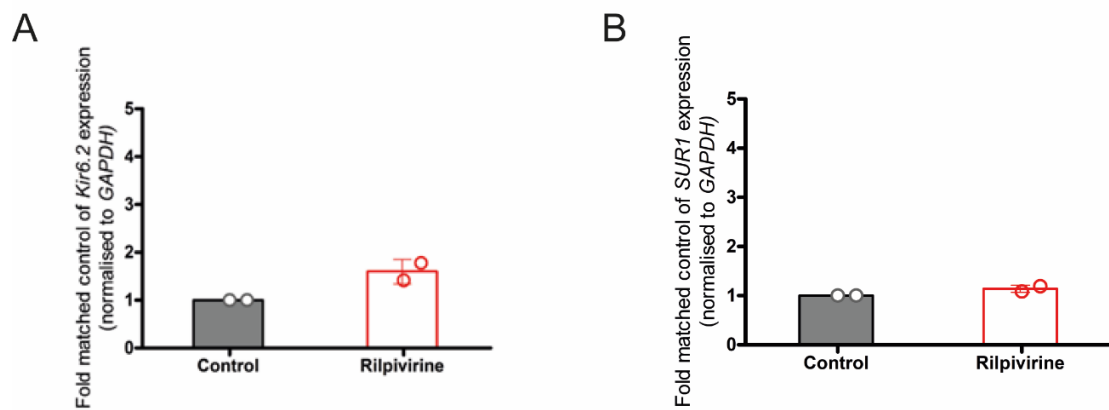 A
Fold matched control of Kir6.2 expression
(normalised to GAPDH)
5
4
3
2
1
0
Control
Rilpivirine
B
Fold matched control of SUR1 expression
(normalised to GAPDH)
5
4
3
2
1
0
Control
Rilpivirine